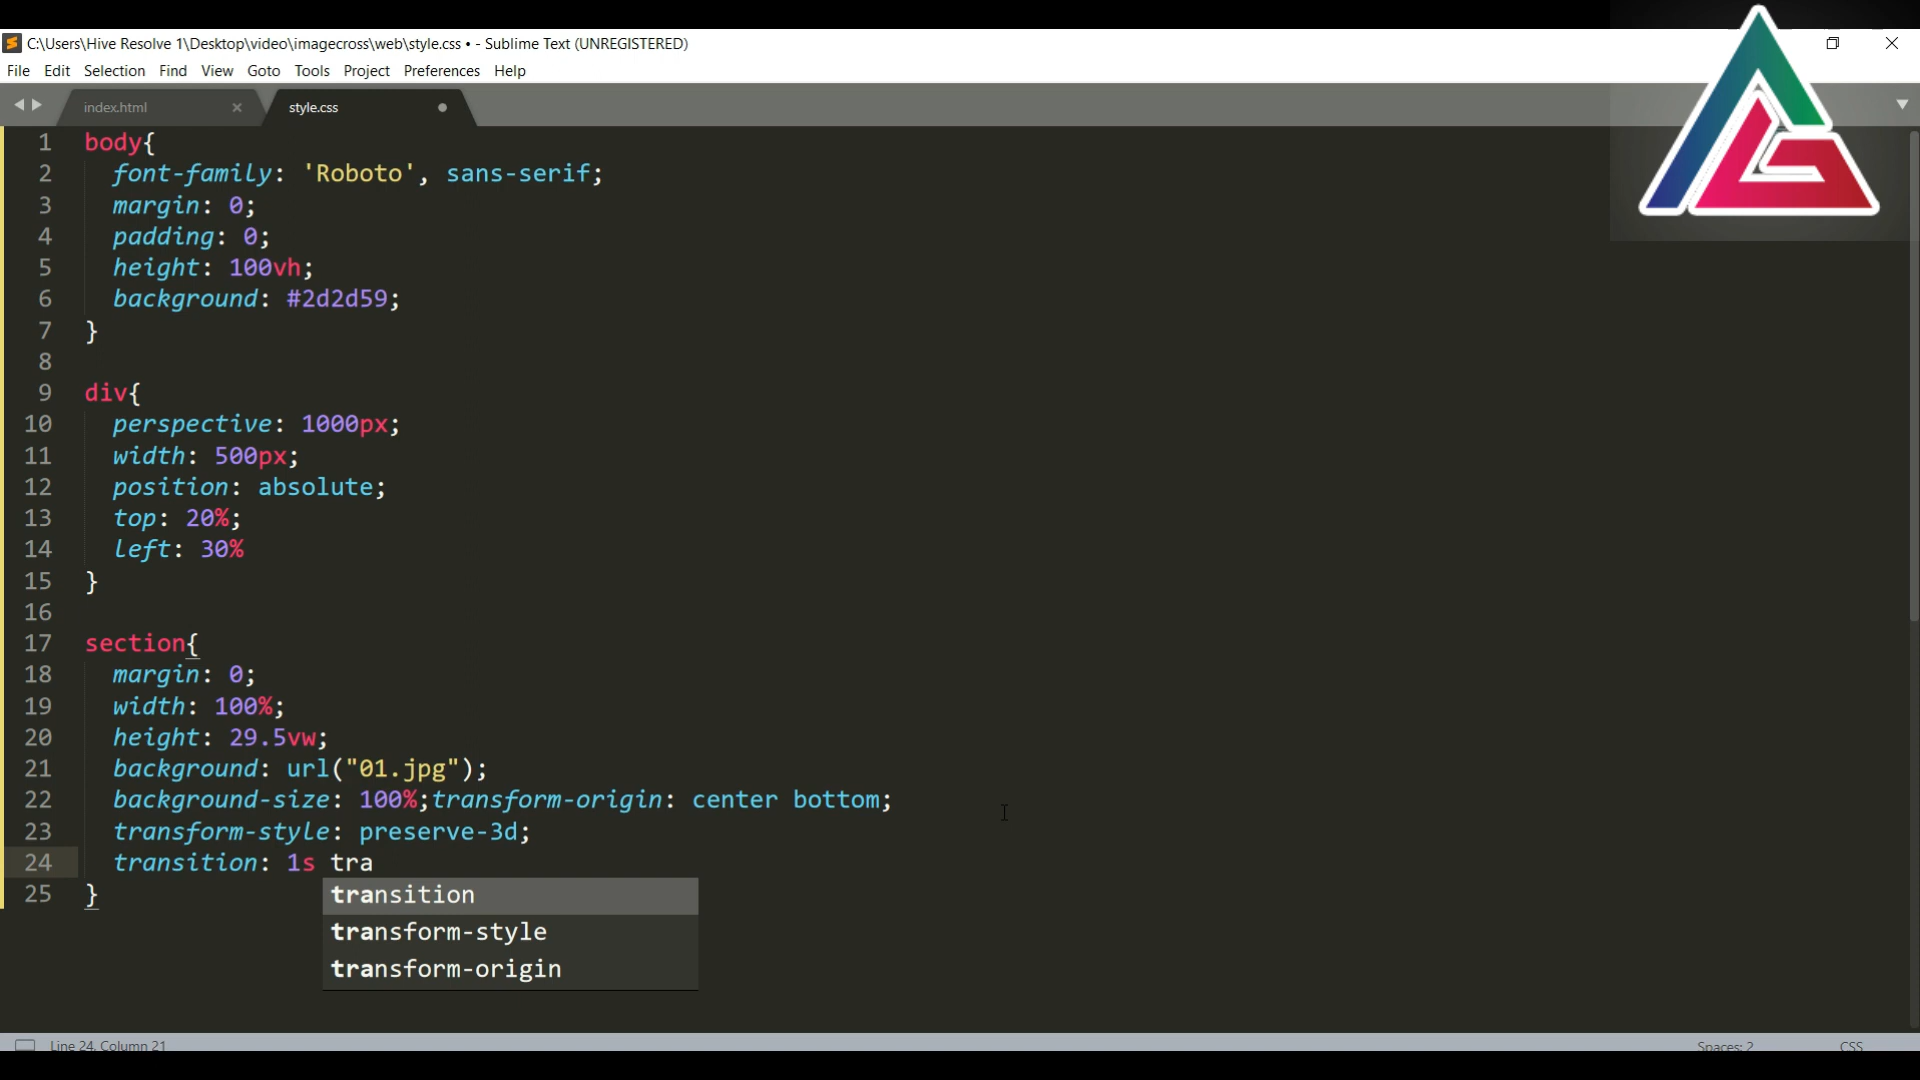 C:\Users\Hive Resolve 1\Desktop\video\imagecross\web\style.css • - Sublime Text (UNREGISTERED)
File Edit Selection Find View Goto Tools Project Preferences Help
index.html style.css
1 body{
2 font-family: 'Roboto', sans-serif;
3 margin: 0;
4 padding: 0;
5 height: 100vh;
6 background: #2d2d59;
7 }
8
9 div{
10 perspective: 1000px;
11 width: 500px;
12 position: absolute;
13 top: 20%;
14 left: 30%
15 }
16
17 section{
18 margin: 0;
19 width: 100%;
20 height: 29.5vw;
21 background: url("01.jpg");
22 background-size: 100%;transform-origin: center bottom;
23 transform-style: preserve-3d;
24 transition: 1s tra
25 }
transition
transform-style
transform-origin
Line 24, Column 21 Spaces: 2 CSS